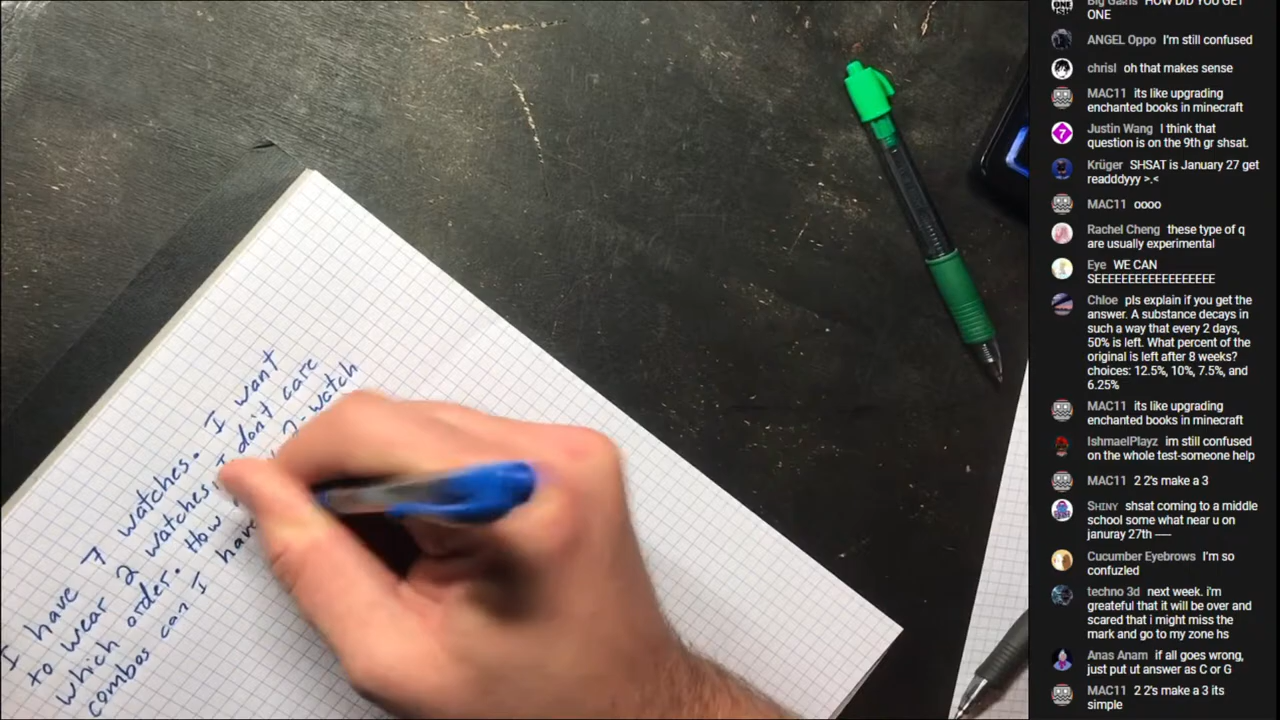 I have 7 watches. I want
to wear 2 watches, I don't care
which order. How 2-watch
combos can I have
Big Gains HOW DID YOU GET
ONE
ANGEL Oppo I'm still confused
chrisl oh that makes sense
MAC11 its like upgrading
enchanted books in minecraft
Justin Wang I think that
question is on the 9th gr shsat.
Krüger SHSAT is January 27 get
readddyyy >.<
MAC11 oooo
Rachel Cheng these type of q
are usually experimental
Eye WE CAN
SEEEEEEEEEEEEEEEEEE
Chloe pls explain if you get the
answer. A substance decays in
such a way that every 2 days,
50% is left. What percent of the
original is left after 8 weeks?
choices: 12.5%, 10%, 7.5%, and
6.25%
MAC11 its like upgrading
enchanted books in minecraft
IshmaelPlayz im still confused
on the whole test-someone help
MAC11 2 2's make a 3
SHINY shsat coming to a middle
school some what near u on
januray 27th ----
Cucumber Eyebrows I'm so
confuzled
techno 3d next week. i'm
greateful that it will be over and
scared that i might miss the
mark and go to my zone hs
Anas Anam if all goes wrong,
just put ut answer as C or G
MAC11 2 2's make a 3 its
simple